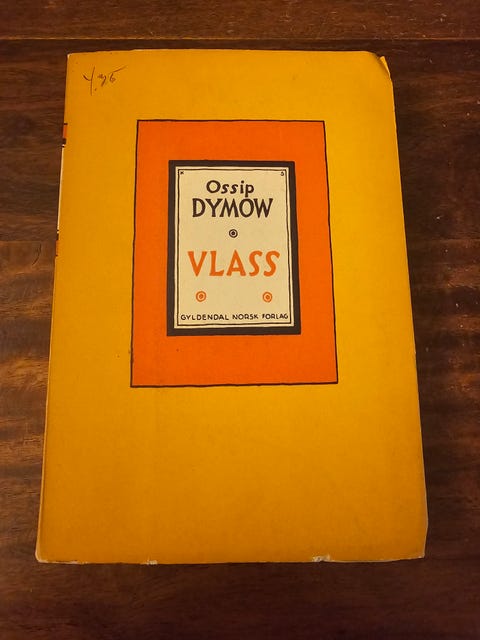 4.75
K S
Ossip
DYMOW
VLASS
GYLDENDAL NORSK FORLAG